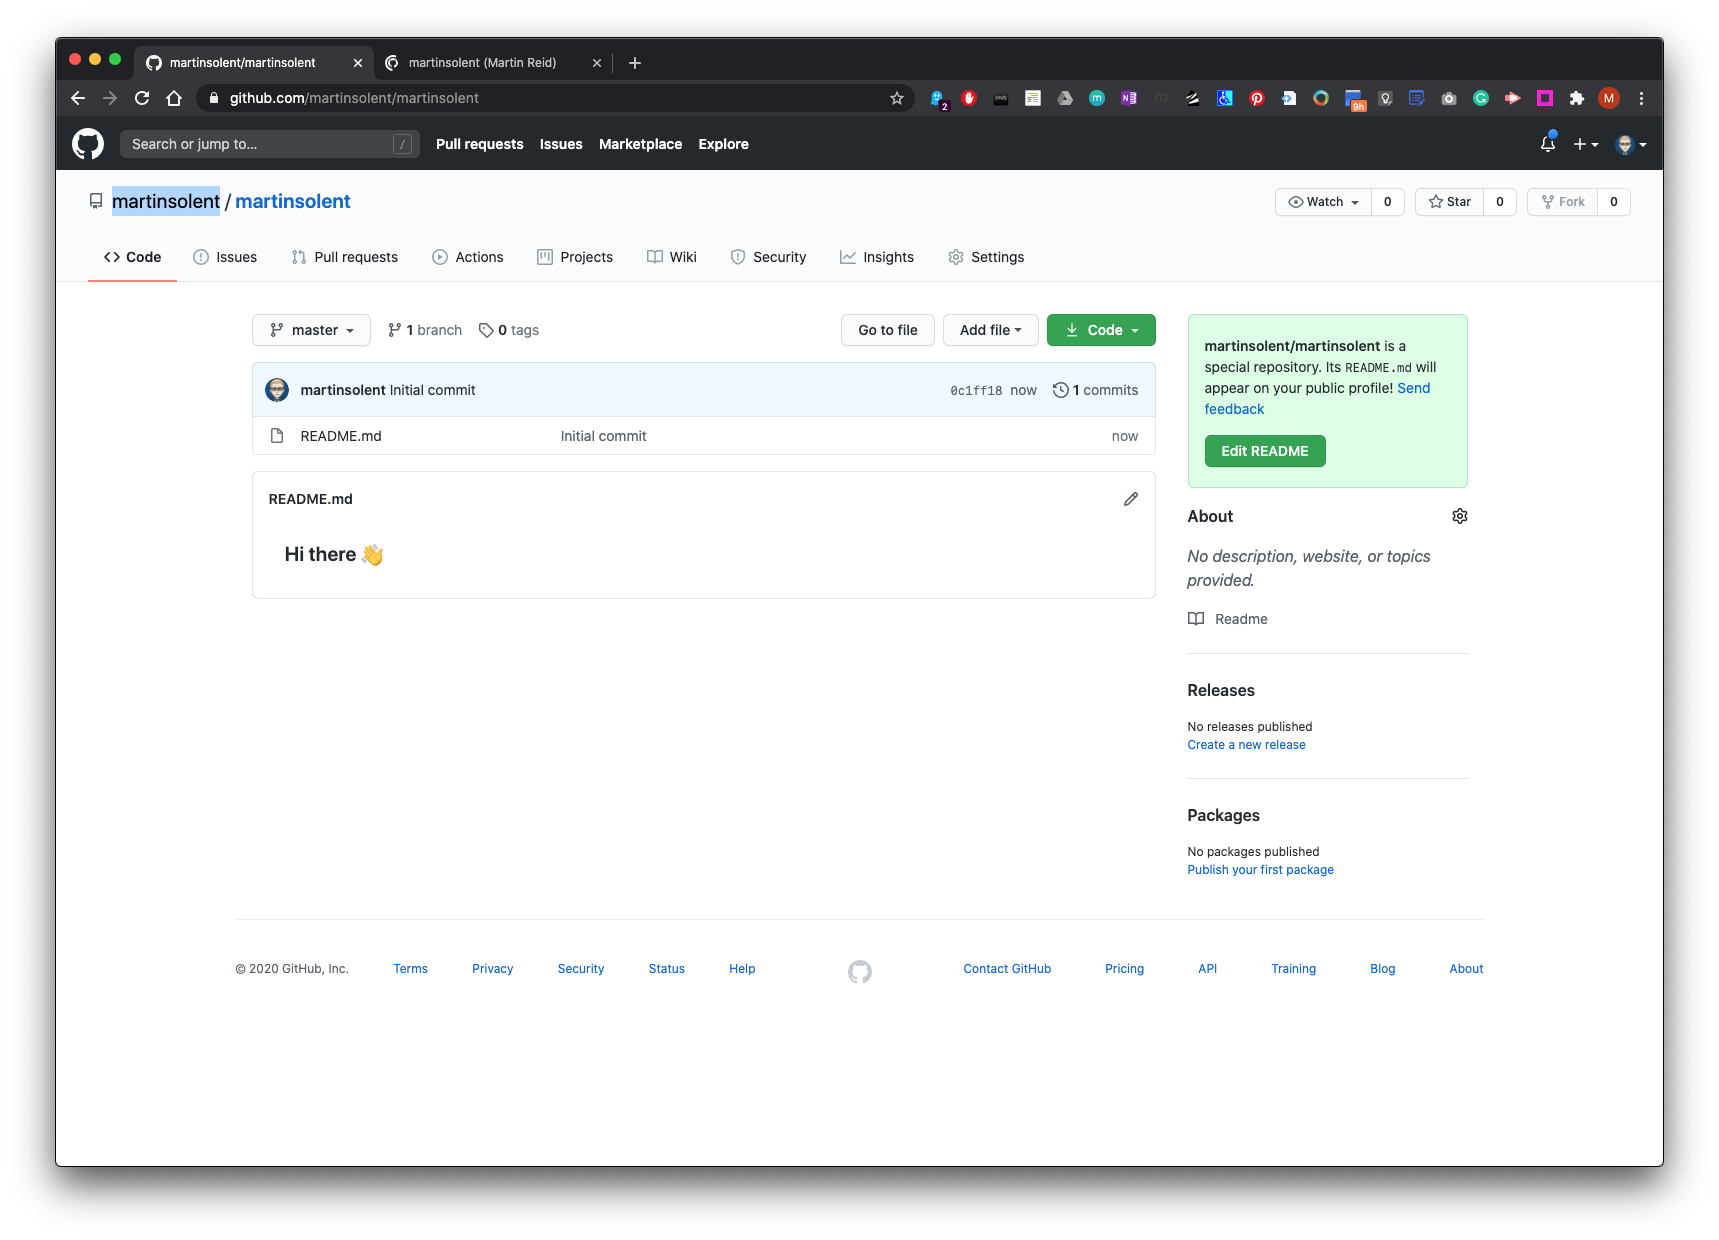 martinsolent/martinsolent
martinsolent (Martin Reid)
github.com/martinsolent/martinsolent
2
9h
M
Search or jump to...
/
Pull requests
Issues
Marketplace
Explore
martinsolent / martinsolent
Watch 0
Star 0
Fork 0
Code
Issues
Pull requests
Actions
Projects
Wiki
Security
Insights
Settings
master
1 branch
0 tags
Go to file
Add file
Code
martinsolent Initial commit
0c1ff18 now
1 commits
README.md
Initial commit
now
README.md
Hi there 👋
martinsolent/martinsolent is a
special repository. Its README.md will
appear on your public profile! Send
feedback
Edit README
About
No description, website, or topics
provided.
Readme
Releases
No releases published
Create a new release
Packages
No packages published
Publish your first package
© 2020 GitHub, Inc.
Terms
Privacy
Security
Status
Help
Contact GitHub
Pricing
API
Training
Blog
About